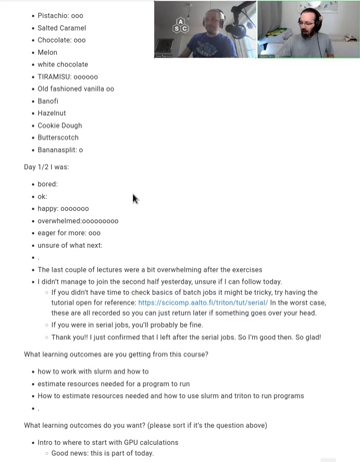 Pistachio: ooo
Salted Caramel
Chocolate: ooo
Melon
white chocolate
TIRAMISU: oooooo
Old fashioned vanilla oo
Banofi
Hazelnut
Cookie Dough
Butterscotch
Bananasplit: o
Day 1/2 I was:
bored:
ok:
happy: ooooooo
overwhelmed:ooooooooo
eager for more: ooo
unsure of what next:
.
The last couple of lectures were a bit overwhelming after the exercises
I didn't manage to join the second half yesterday, unsure if I can follow today.
If you didn't have time to check basics of batch jobs it might be tricky, try having the
tutorial open for reference: https://scicomp.aalto.fi/triton/tut/serial/ In the worst case,
these are all recorded so you can just return later if something goes over your head.
If you were in serial jobs, you'll probably be fine.
Thank you!! I just confirmed that I left after the serial jobs. So I'm good then. So glad!
What learning outcomes are you getting from this course?
how to work with slurm and how to
estimate resources needed for a program to run
How to estimate resources needed and how to use slurm and triton to run programs
.
What learning outcomes do you want? (please sort if it's the question above)
Intro to where to start with GPU calculations
Good news: this is part of today.
A
S C